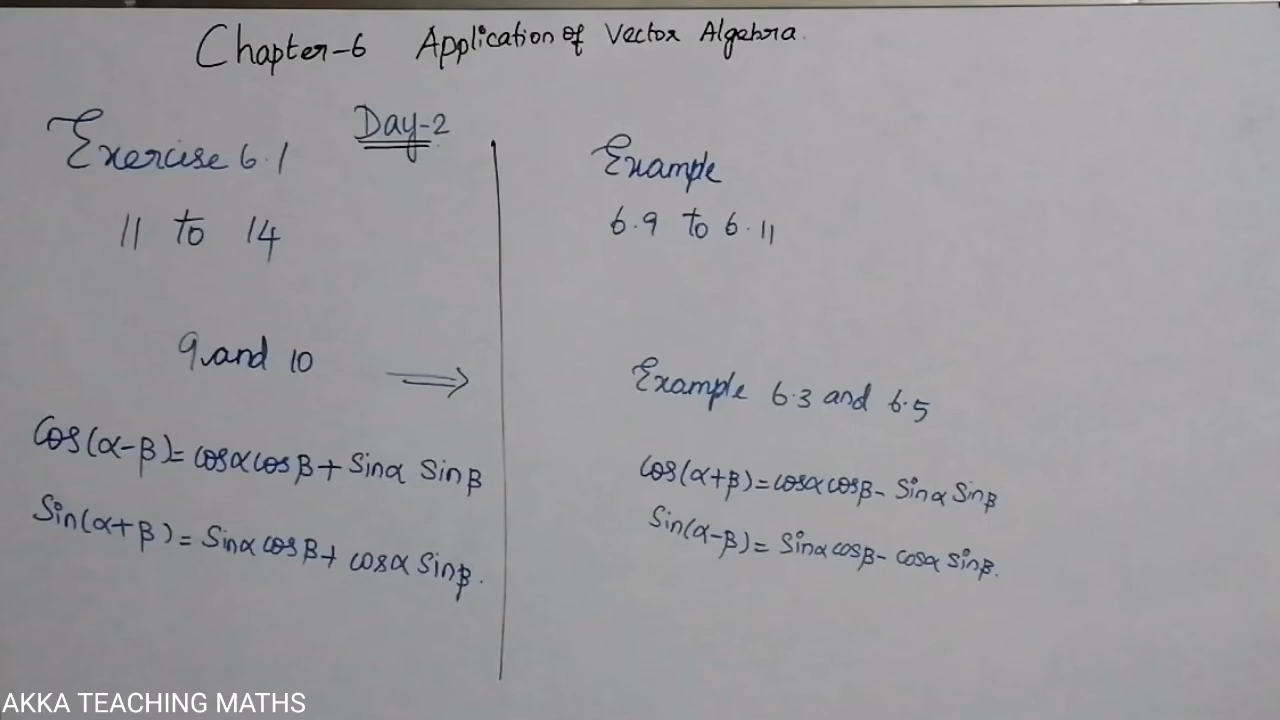 Chapter-6 Application of Vector Algebra.
Day-2
Exercise 6.1
11 to 14
9 and 10 ⇒
Cos(α-β)= cosα cosβ + Sinα Sinβ
Sin(α+β)= Sinα cosβ + cosα Sinβ.
Example
6.9 to 6.11
Example 6.3 and 6.5
Cos(α+β)=cosα cosβ- Sinα Sinβ
Sin(α-β)= Sinα cosβ- cosα Sinβ.
AKKA TEACHING MATHS